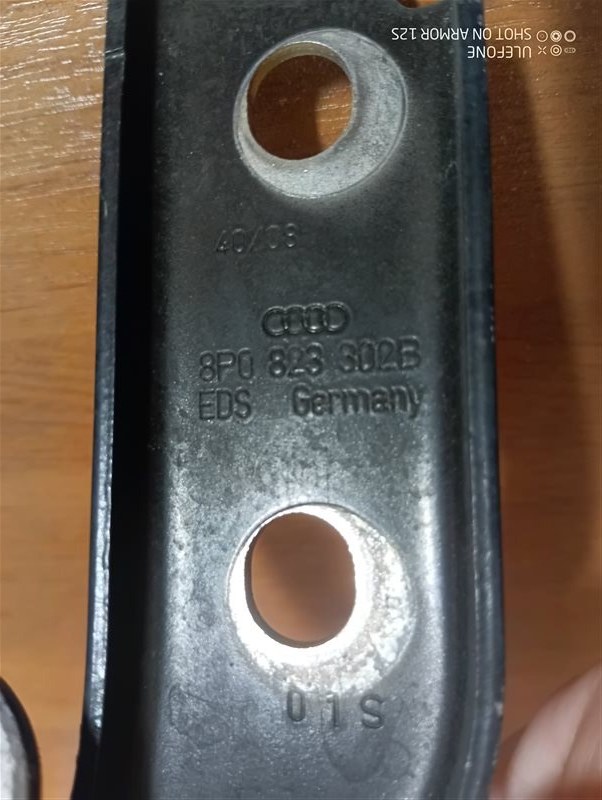 SHOT ON ARMOR 12S
ULEFONE
40/08
8P0 823 302B
EDS Germany
01S